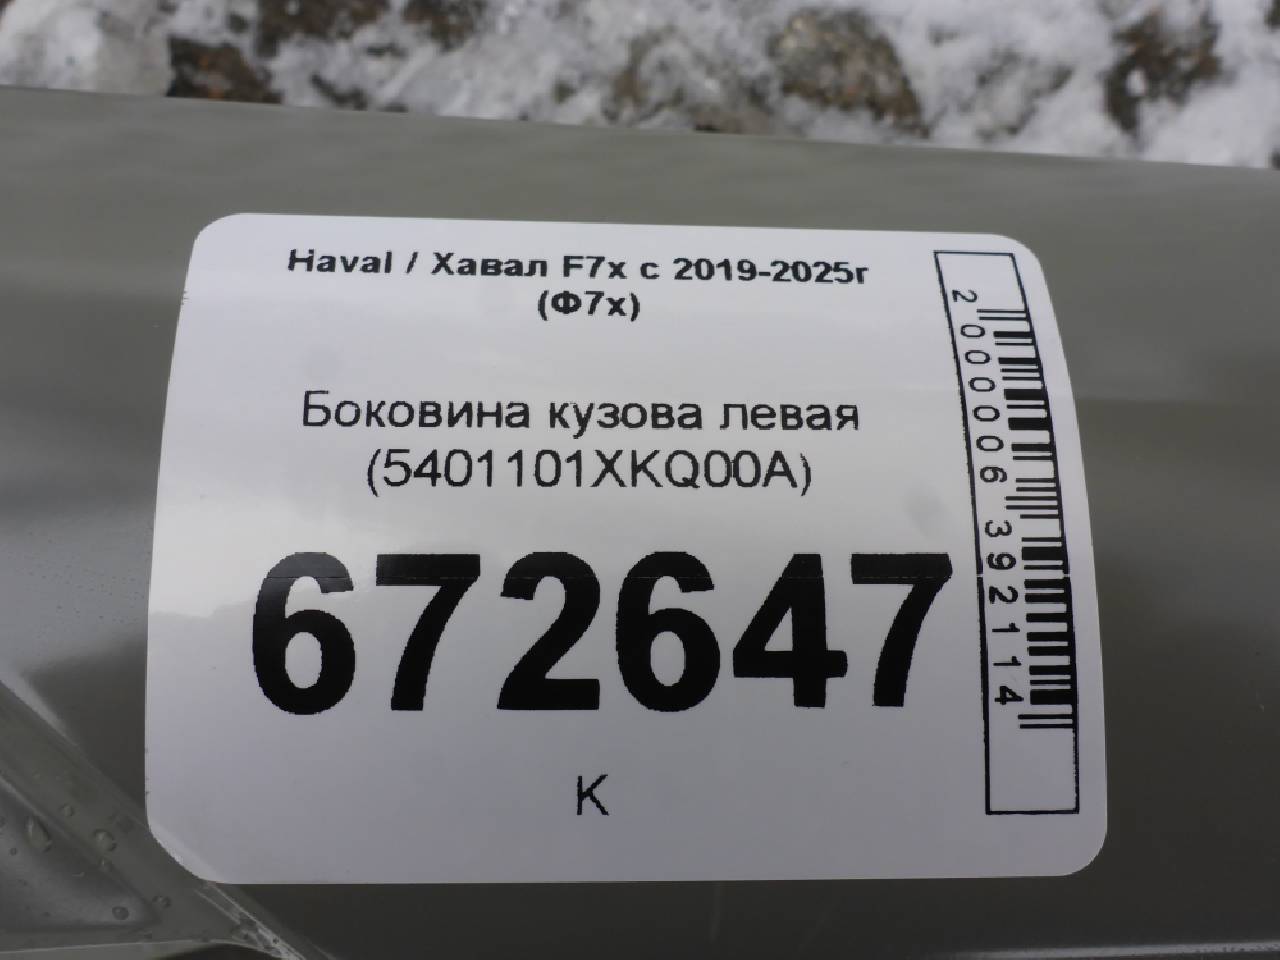 Haval / Хавал F7x с 2019-2025г
(Ф7х)
Боковина кузова левая
(5401101XKQ00A)
672647
К
2000006392114